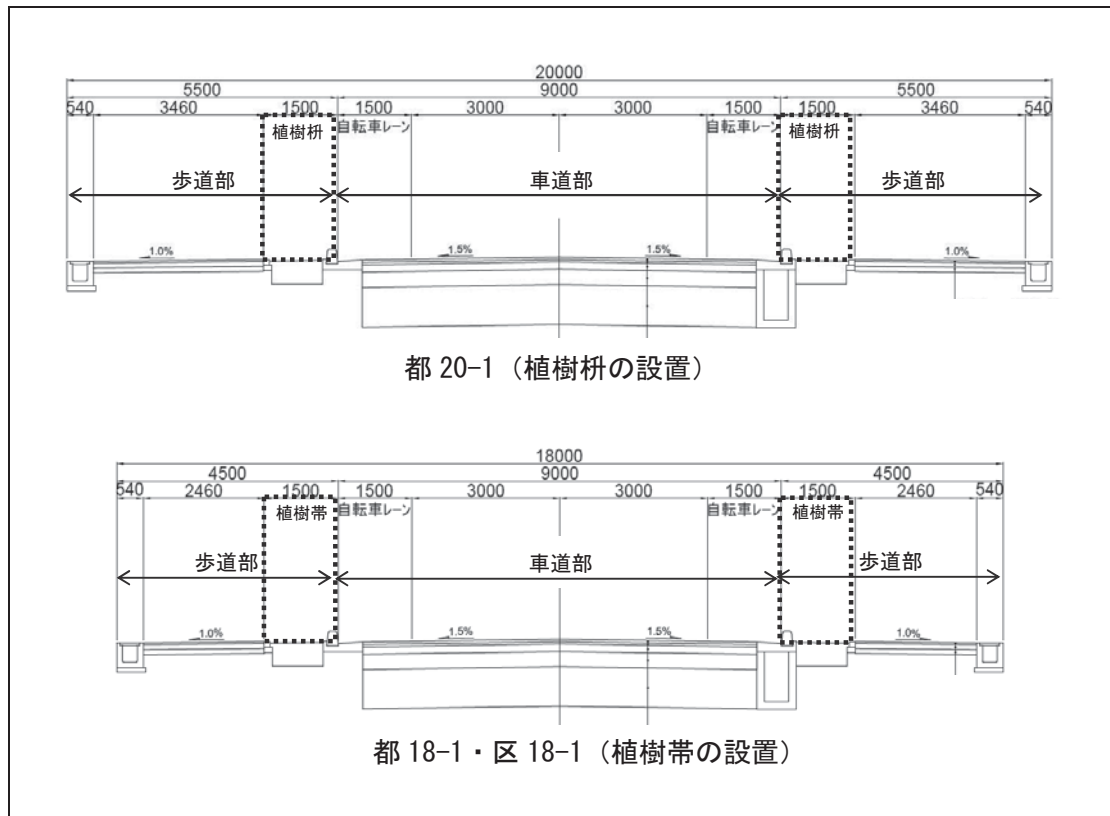 20000
5500 9000 5500
540 3460 1500 1500 3000 3000 1500 1500 3460 540
植樹枡 自転車レーン 自転車レーン 植樹枡
歩道部 車道部 歩道部
1.0% 1.5% 1.5% 1.0%
都 20-1（植樹枡の設置）
18000
4500 9000 4500
540 2460 1500 1500 3000 3000 1500 1500 2460 540
植樹帯 自転車レーン 自転車レーン 植樹帯
歩道部 車道部 歩道部
1.0% 1.5% 1.5% 1.0%
都 18-1・区 18-1（植樹帯の設置）